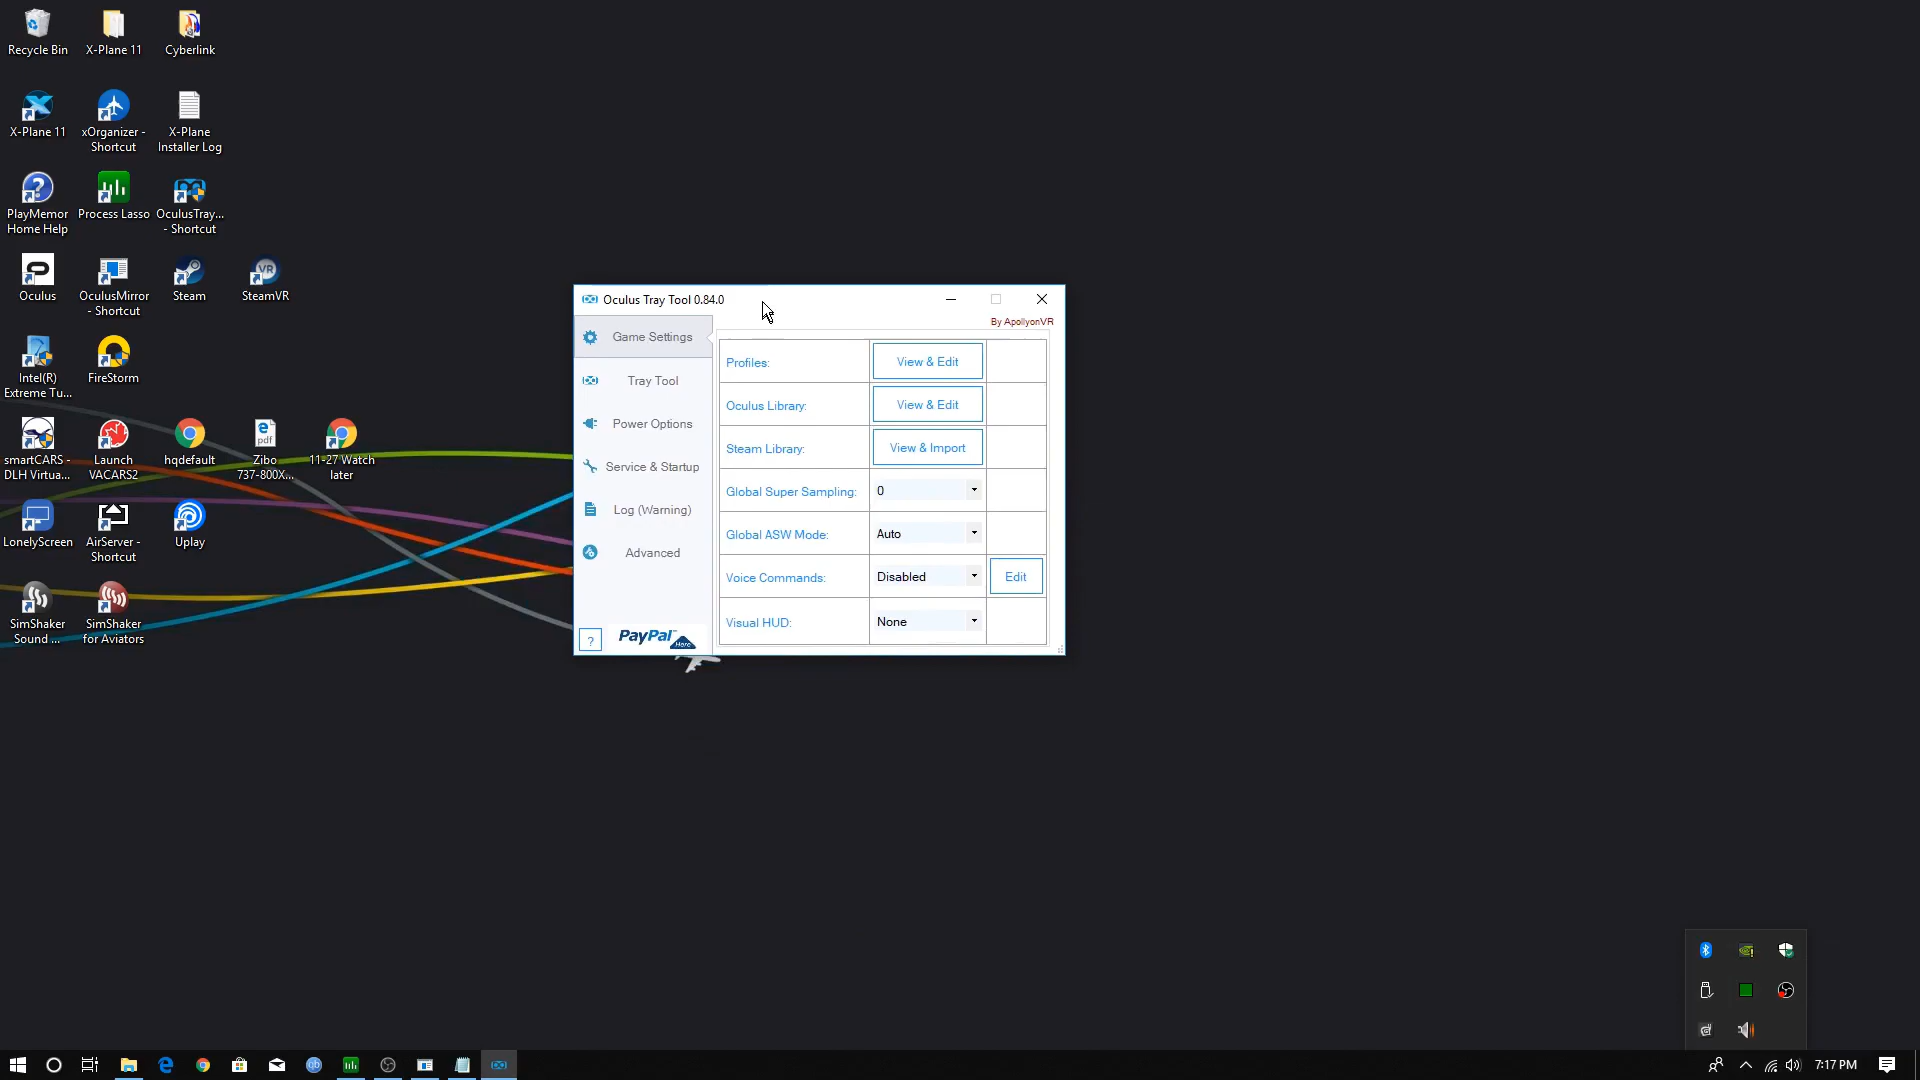 Recycle Bin
X-Plane 11
Cyberlink
X-Plane 11
xOrganizer -
Shortcut
X-Plane
Installer Log
PlayMemor
Home Help
Process Lasso
OculusTray...
- Shortcut
Oculus
OculusMirror
- Shortcut
Steam
VR
SteamVR
Intel(R)
Extreme Tu...
FireStorm
smartCARS -
DLH Virtua...
Launch
VACARS2
hqdefault
pdf
Zibo
737-800X...
11-27 Watch
later
LonelyScreen
AirServer -
Shortcut
Uplay
SimShaker
Sound ...
SimShaker
for Aviators
Oculus Tray Tool 0.84.0
By ApollyonVR
Game Settings
Tray Tool
Power Options
Service & Startup
Log (Warning)
Advanced
?
PayPal
Here
Profiles:
View & Edit
Oculus Library:
View & Edit
Steam Library:
View & Import
Global Super Sampling:
0
Global ASW Mode:
Auto
Voice Commands:
Disabled
Edit
Visual HUD:
None
qb
7:17 PM